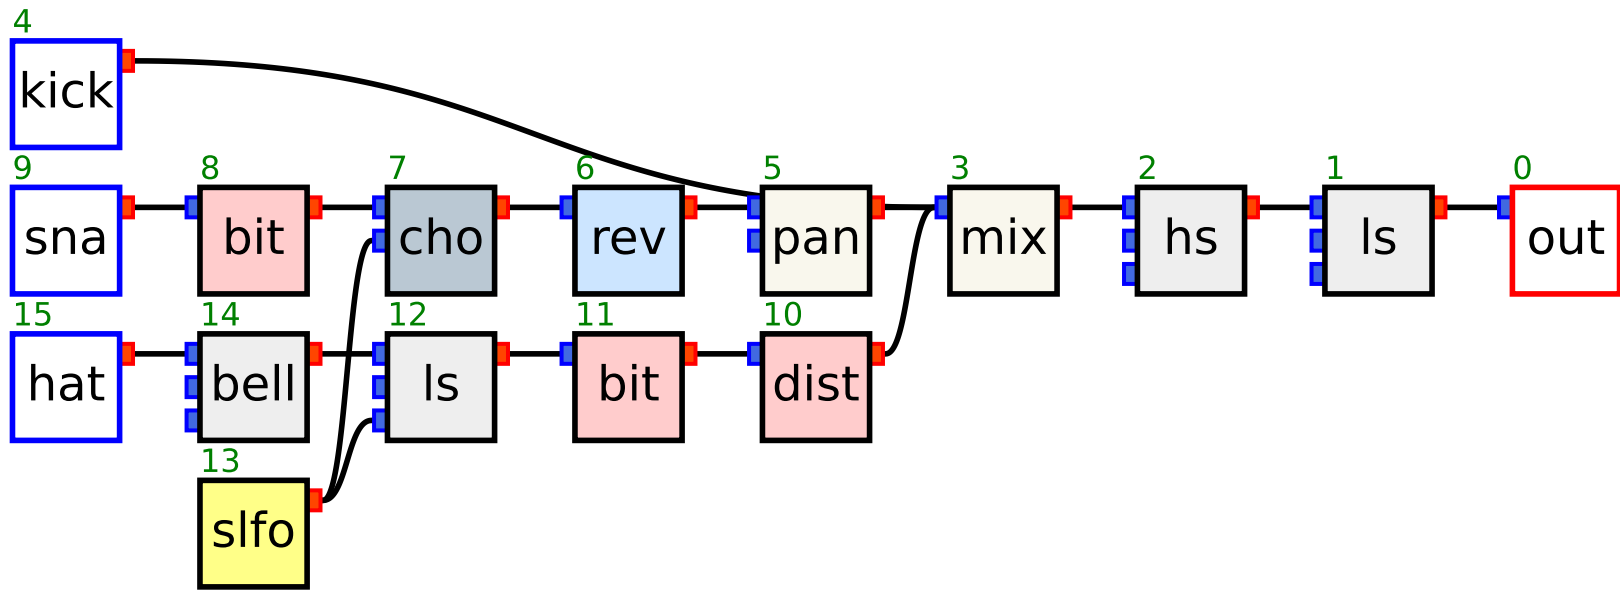 4
kick
9 8 7 6 5 3 2 1 0
sna bit cho rev pan mix hs ls out
15 14 12 11 10
hat bell ls bit dist
13
slfo